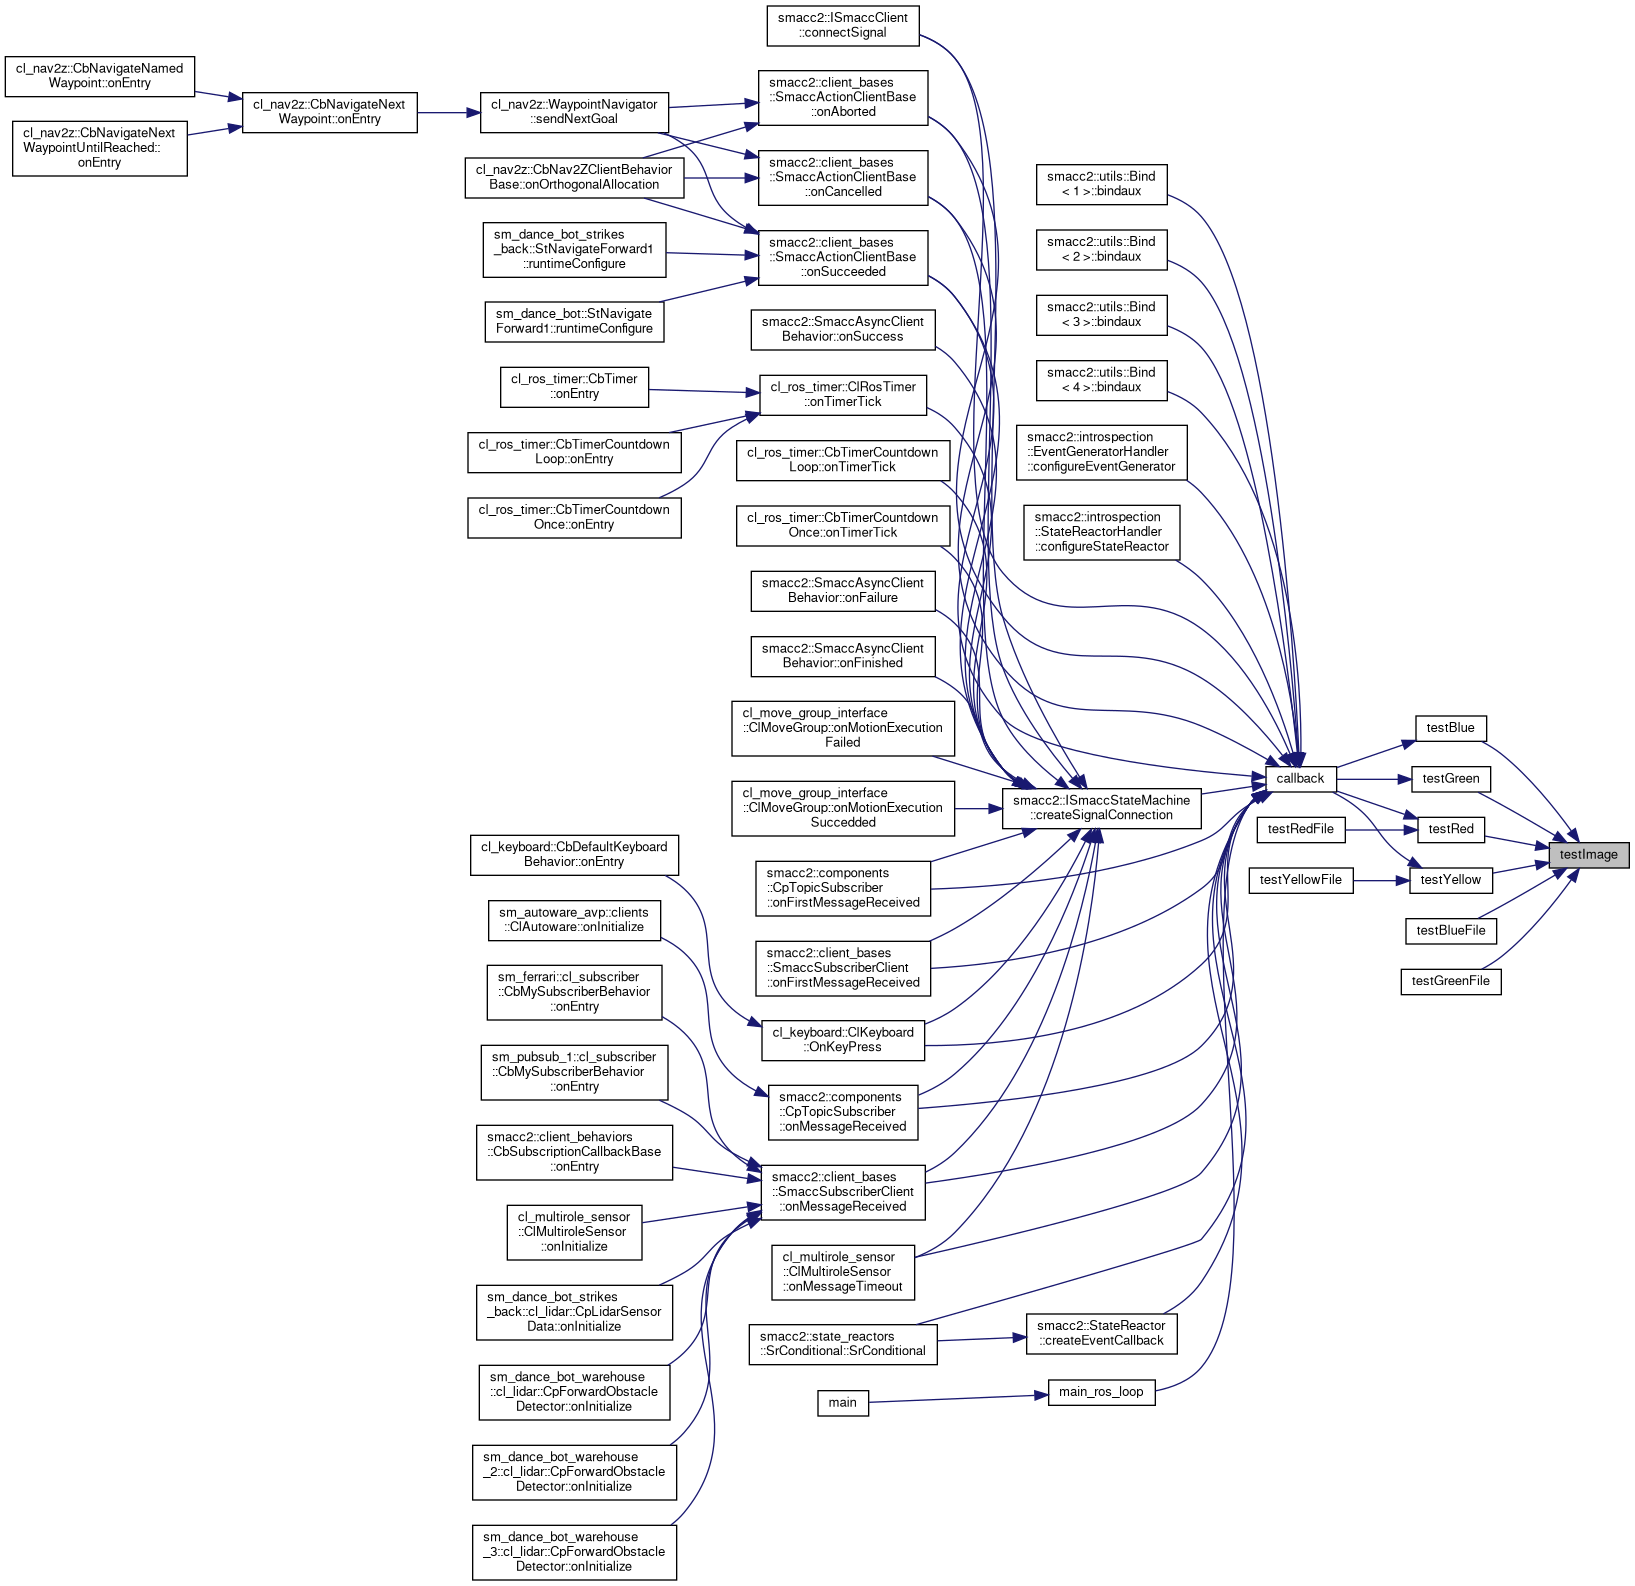 smacc2::ISmaccClient
::connectSignal
cl_nav2z::CbNavigateNamed
Waypoint::onEntry
cl_nav2z::CbNavigateNext
WaypointUntilReached::
onEntry
cl_nav2z::CbNavigateNext
Waypoint::onEntry
cl_nav2z::WaypointNavigator
::sendNextGoal
smacc2::client_bases
::SmaccActionClientBase
::onAborted
cl_nav2z::CbNav2ZClientBehavior
Base::onOrthogonalAllocation
smacc2::client_bases
::SmaccActionClientBase
::onCancelled
sm_dance_bot_strikes
_back::StNavigateForward1
::runtimeConfigure
smacc2::client_bases
::SmaccActionClientBase
::onSucceeded
sm_dance_bot::StNavigate
Forward1::runtimeConfigure
smacc2::SmaccAsyncClient
Behavior::onSuccess
cl_ros_timer::CbTimer
::onEntry
cl_ros_timer::ClRosTimer
::onTimerTick
cl_ros_timer::CbTimerCountdown
Loop::onEntry
cl_ros_timer::CbTimerCountdown
Loop::onTimerTick
cl_ros_timer::CbTimerCountdown
Once::onEntry
cl_ros_timer::CbTimerCountdown
Once::onTimerTick
smacc2::SmaccAsyncClient
Behavior::onFailure
smacc2::SmaccAsyncClient
Behavior::onFinished
cl_move_group_interface
::ClMoveGroup::onMotionExecution
Failed
cl_move_group_interface
::ClMoveGroup::onMotionExecution
Succedded
smacc2::components
::CpTopicSubscriber
::onFirstMessageReceived
smacc2::client_bases
::SmaccSubscriberClient
::onFirstMessageReceived
cl_keyboard::CbDefaultKeyboard
Behavior::onEntry
cl_keyboard::ClKeyboard
::OnKeyPress
sm_autoware_avp::clients
::ClAutoware::onInitialize
smacc2::components
::CpTopicSubscriber
::onMessageReceived
sm_ferrari::cl_subscriber
::CbMySubscriberBehavior
::onEntry
sm_pubsub_1::cl_subscriber
::CbMySubscriberBehavior
::onEntry
smacc2::client_behaviors
::CbSubscriptionCallbackBase
::onEntry
smacc2::client_bases
::SmaccSubscriberClient
::onMessageReceived
cl_multirole_sensor
::ClMultiroleSensor
::onInitialize
cl_multirole_sensor
::ClMultiroleSensor
::onMessageTimeout
sm_dance_bot_strikes
_back::cl_lidar::CpLidarSensor
Data::onInitialize
sm_dance_bot_warehouse
::cl_lidar::CpForwardObstacle
Detector::onInitialize
sm_dance_bot_warehouse
_2::cl_lidar::CpForwardObstacle
Detector::onInitialize
sm_dance_bot_warehouse
_3::cl_lidar::CpForwardObstacle
Detector::onInitialize
smacc2::state_reactors
::SrConditional::SrConditional
main
smacc2::utils::Bind
< 1 >::bindaux
smacc2::utils::Bind
< 2 >::bindaux
smacc2::utils::Bind
< 3 >::bindaux
smacc2::utils::Bind
< 4 >::bindaux
smacc2::introspection
::EventGeneratorHandler
::configureEventGenerator
smacc2::introspection
::StateReactorHandler
::configureStateReactor
smacc2::ISmaccStateMachine
::createSignalConnection
smacc2::StateReactor
::createEventCallback
main_ros_loop
callback
testRedFile
testYellowFile
testBlue
testGreen
testRed
testYellow
testBlueFile
testGreenFile
testImage